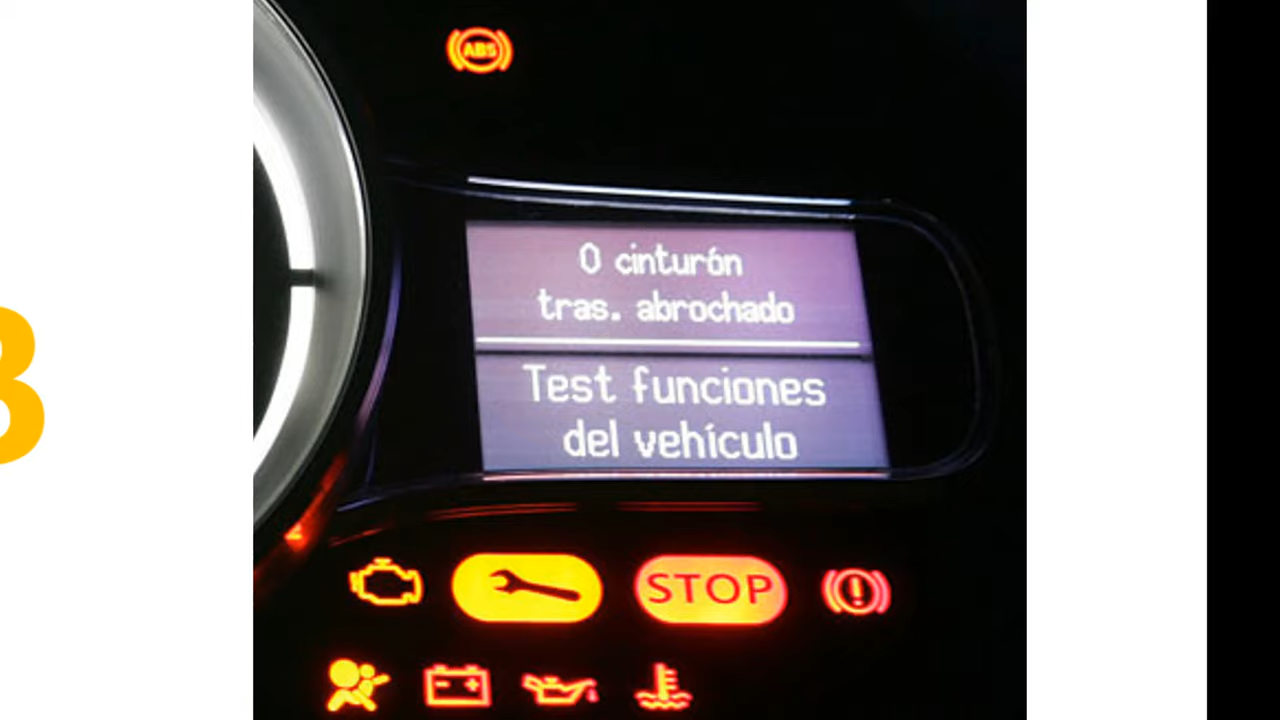 ABS
0 cinturón
tras. abrochado
Test funciones
del vehículo
STOP